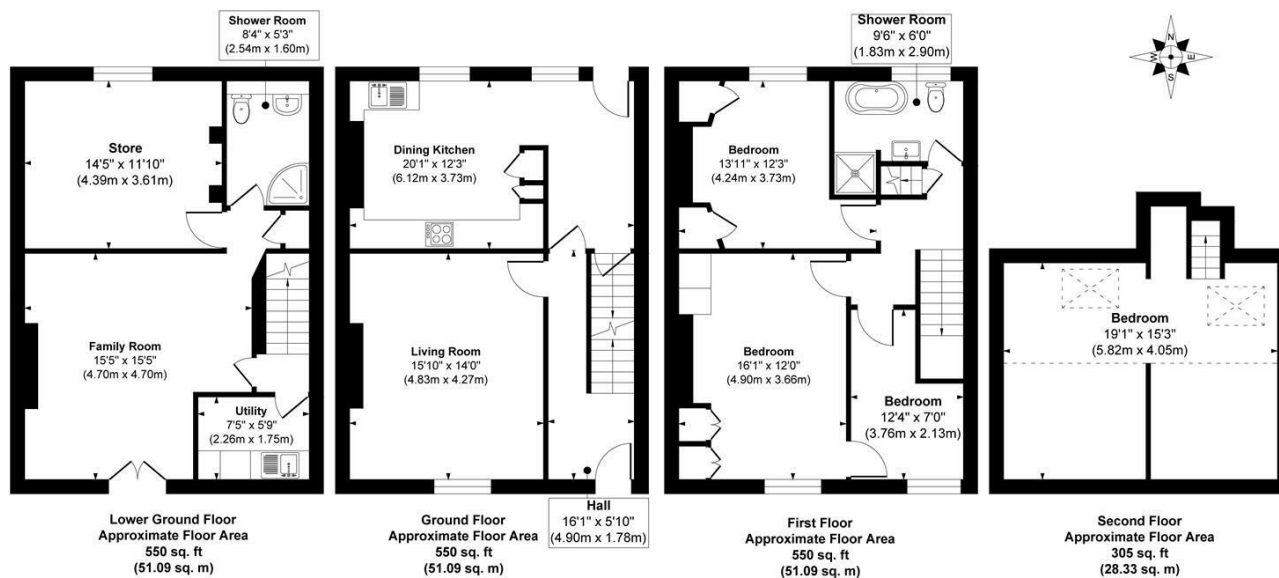 Shower Room
8'4" x 5'3"
(2.54m x 1.60m)
Store
14'5" x 11'10"
(4.39m x 3.61m)
Family Room
15'5" x 15'5"
(4.70m x 4.70m)
Utility
7'5" x 5'9"
(2.26m x 1.75m)
Lower Ground Floor
Approximate Floor Area
550 sq. ft
(51.09 sq. m)
Dining Kitchen
20'1" x 12'3"
(6.12m x 3.73m)
Living Room
15'10" x 14'0"
(4.83m x 4.27m)
Hall
16'1" x 5'10"
(4.90m x 1.78m)
Ground Floor
Approximate Floor Area
550 sq. ft
(51.09 sq. m)
Shower Room
9'6" x 6'0"
(1.83m x 2.90m)
Bedroom
13'11" x 12'3"
(4.24m x 3.73m)
Bedroom
16'1" x 12'0"
(4.90m x 3.66m)
Bedroom
12'4" x 7'0"
(3.76m x 2.13m)
First Floor
Approximate Floor Area
550 sq. ft
(51.09 sq. m)
N
W
E
S
Bedroom
19'1" x 15'3"
(5.82m x 4.05m)
Second Floor
Approximate Floor Area
305 sq. ft
(28.33 sq. m)